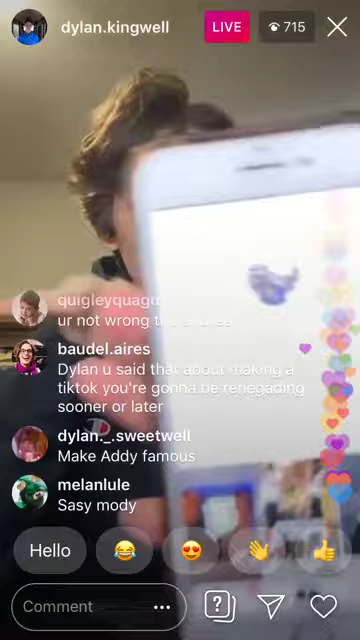 dylan.kingwell
LIVE
715
quigleyquagm
ur not wrong
baudel.aires
Dylan u said that about making a
tiktok you're gonna be renegading
sooner or later
dylan._.sweetwell
Make Addy famous
melanlule
Sasy mody
Hello
Comment